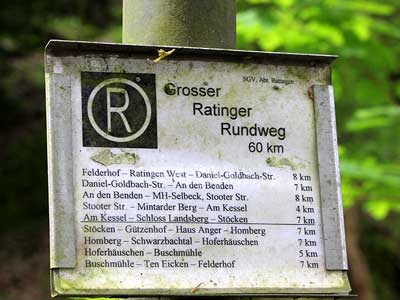 SGV, Abt. Ratingen
R
Grosser
Ratinger
Rundweg
60 km
Felderhof – Ratingen West – Daniel-Goldbach-Str. 8 km
Daniel-Goldbach-Str. – An den Benden 7 km
An den Benden – MH-Selbeck, Stooter Str. 8 km
Stooter Str. – Mintarder Berg – Am Kessel 4 km
Am Kessel – Schloss Landsberg – Stöcken 7 km
Stöcken – Gützenhof – Haus Anger – Homberg 7 km
Homberg – Schwarzbachtal – Hoferhäuschen 7 km
Hoferhäuschen – Buschmühle 5 km
Buschmühle – Ten Eicken – Felderhof 7 km